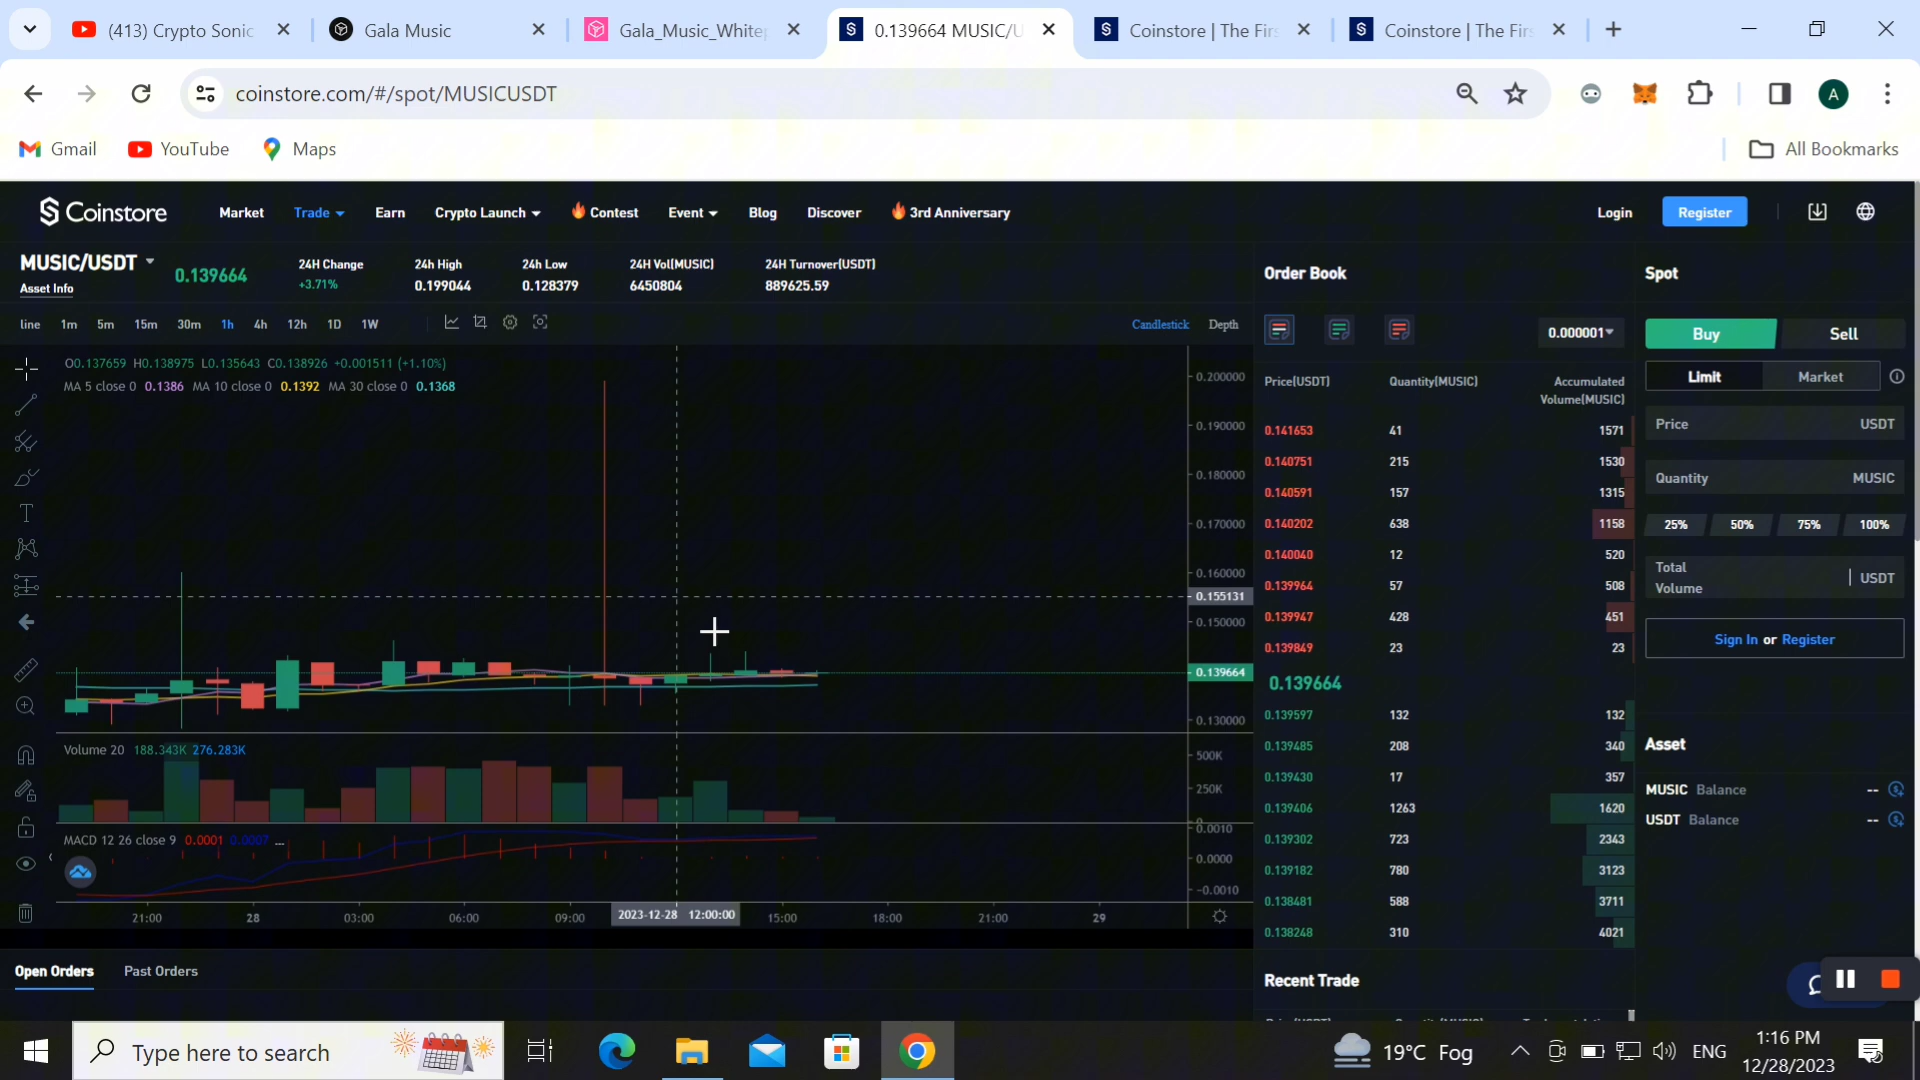 (413) Crypto Sonic
Gala Music
Gala_Music_White
0.139664 MUSIC/U
Coinstore | The Firs
Coinstore | The Firs
coinstore.com/#/spot/MUSICUSDT
A
Gmail
YouTube
Maps
All Bookmarks
Coinstore
Market
Trade
Earn
Crypto Launch
Contest
Event
Blog
Discover
3rd Anniversary
Login
Register
MUSIC/USDT
Asset Info
0.139664
24H Change
+3.71%
24h High
0.199044
24h Low
0.128379
24H Vol(MUSIC)
6450804
24H Turnover(USDT)
889625.59
line 1m 5m 15m 30m 1h 4h 12h 1D 1W
Candlestick Depth
O0.137659 H0.138975 L0.135643 C0.138926 +0.001511 (+1.10%)
MA 5 close 0 0.1386 MA 10 close 0 0.1392 MA 30 close 0 0.1368
0.200000
0.190000
0.180000
0.170000
0.160000
0.155131
0.150000
0.139664
0.130000
Volume 20 188.343K 276.283K
500K
250K
0
MACD 12 26 close 9 0.0001 0.0007 ...
0.0010
0.0000
-0.0010
21:00 28 03:00 06:00 09:00 2023-12-28 12:00:00 15:00 18:00 21:00 29
Open Orders Past Orders
Order Book
0.000001
Price(USDT) Quantity(MUSIC) Accumulated
Volume(MUSIC)
0.141653 41 1571
0.140751 215 1530
0.140591 157 1315
0.140202 638 1158
0.140040 12 520
0.139964 57 508
0.139947 428 451
0.139849 23 23
0.139664
0.139597 132 132
0.139485 208 340
0.139430 17 357
0.139406 1263 1620
0.139302 723 2343
0.139182 780 3123
0.138481 588 3711
0.138248 310 4021
Recent Trade
Spot
Buy Sell
Limit Market
Price USDT
Quantity MUSIC
25% 50% 75% 100%
Total
Volume
USDT
Sign In or Register
Asset
MUSIC Balance --
USDT Balance --
Type here to search
19°C Fog
ENG
1:16 PM
12/28/2023